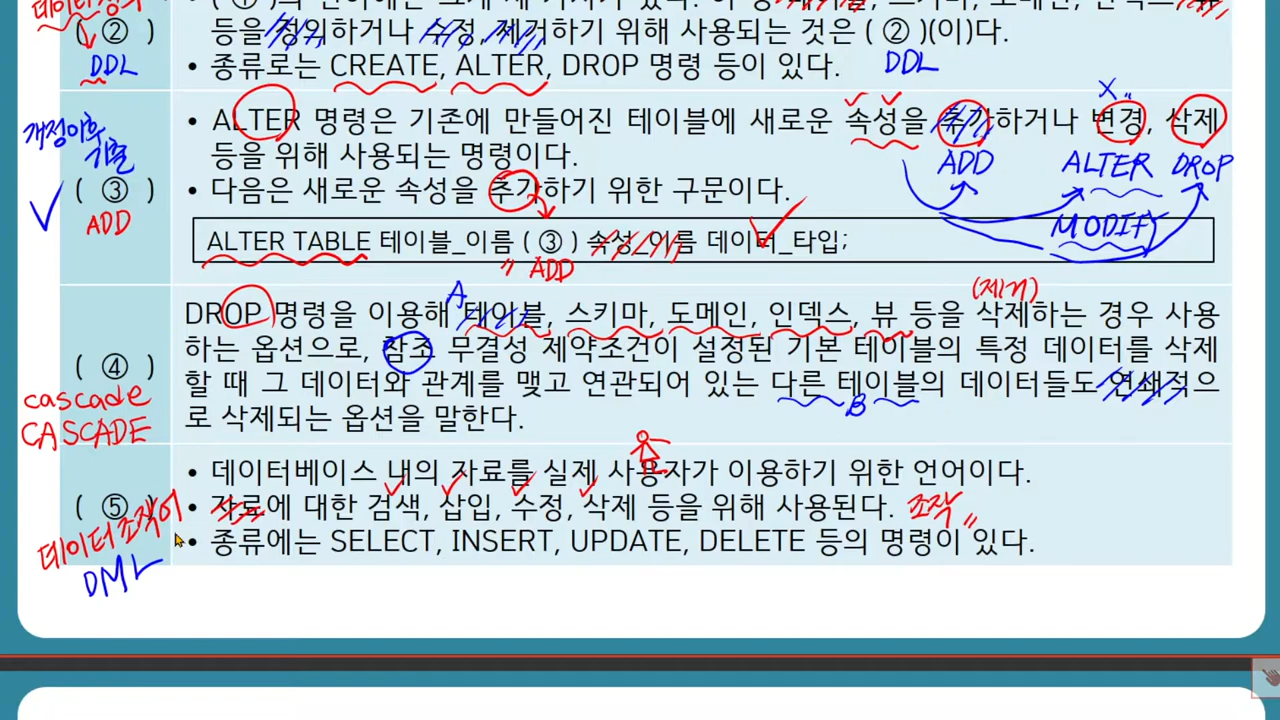 ( ② )
등을 정의하거나 수정, 제거하기 위해 사용되는 것은 ( ② )(이)다.
DDL
• 종류로는 CREATE, ALTER, DROP 명령 등이 있다.
DDL
개정이후
기출
( ③ )
ADD
• ALTER 명령은 기존에 만들어진 테이블에 새로운 속성을 추가하거나 변경, 삭제
등을 위해 사용되는 명령이다.
ADD ALTER DROP
MODIFY
• 다음은 새로운 속성을 추가하기 위한 구문이다.
ALTER TABLE 테이블_이름 ( ③ ) 속성_이름 데이터_타입;
" ADD
( ④ )
cascade
CASCADE
A
(제거)
DROP 명령을 이용해 테이블, 스키마, 도메인, 인덱스, 뷰 등을 삭제하는 경우 사용
하는 옵션으로, 참조 무결성 제약조건이 설정된 기본 테이블의 특정 데이터를 삭제
할 때 그 데이터와 관계를 맺고 연관되어 있는 다른 테이블의 데이터들도 연쇄적으
B
로 삭제되는 옵션을 말한다.
( ⑤ )
데이터조작어
DML
• 데이터베이스 내의 자료를 실제 사용자가 이용하기 위한 언어이다.
• 자료에 대한 검색, 삽입, 수정, 삭제 등을 위해 사용된다. 조작"
• 종류에는 SELECT, INSERT, UPDATE, DELETE 등의 명령이 있다.